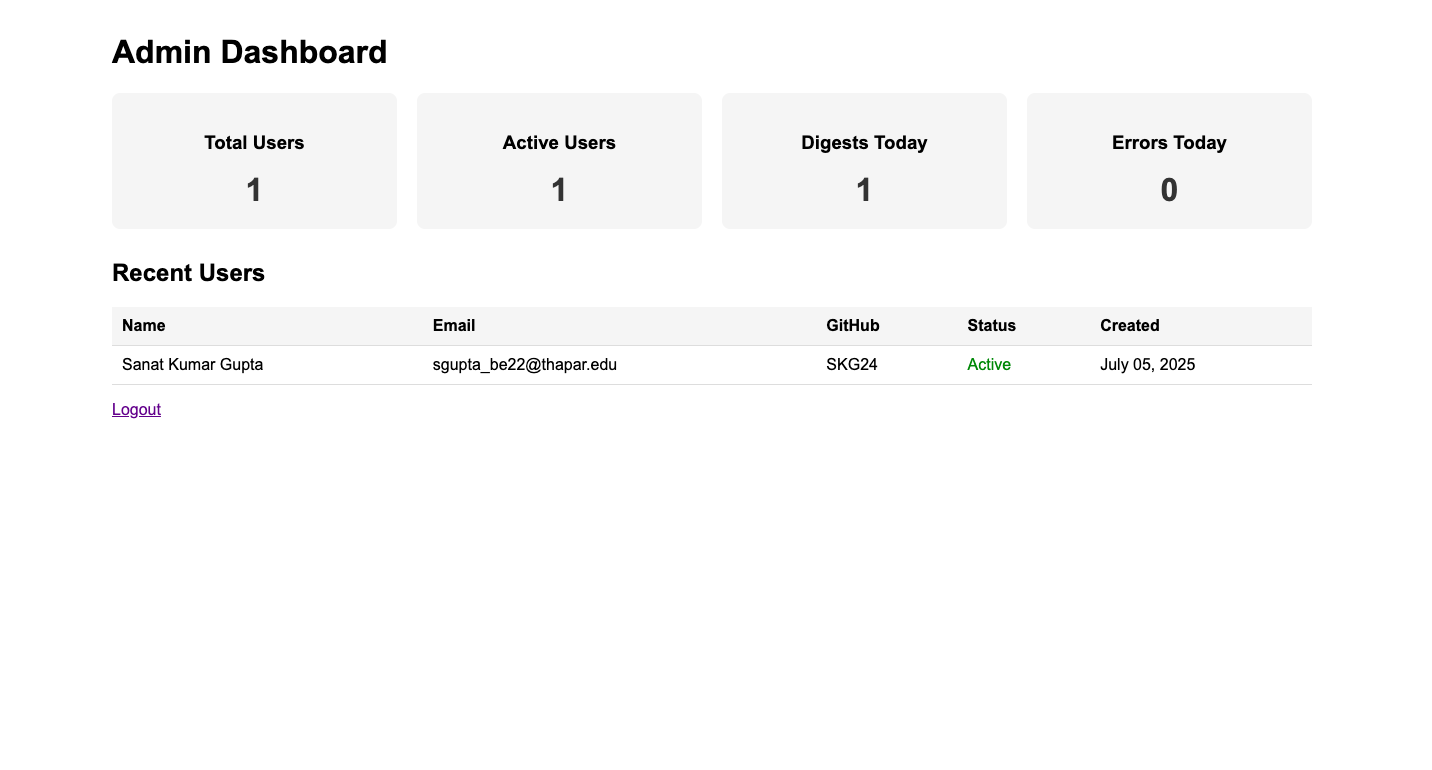 Admin Dashboard
Total Users
1
Active Users
1
Digests Today
1
Errors Today
0
Recent Users
Name Email GitHub Status Created
Sanat Kumar Gupta sgupta_be22@thapar.edu SKG24 Active July 05, 2025
Logout